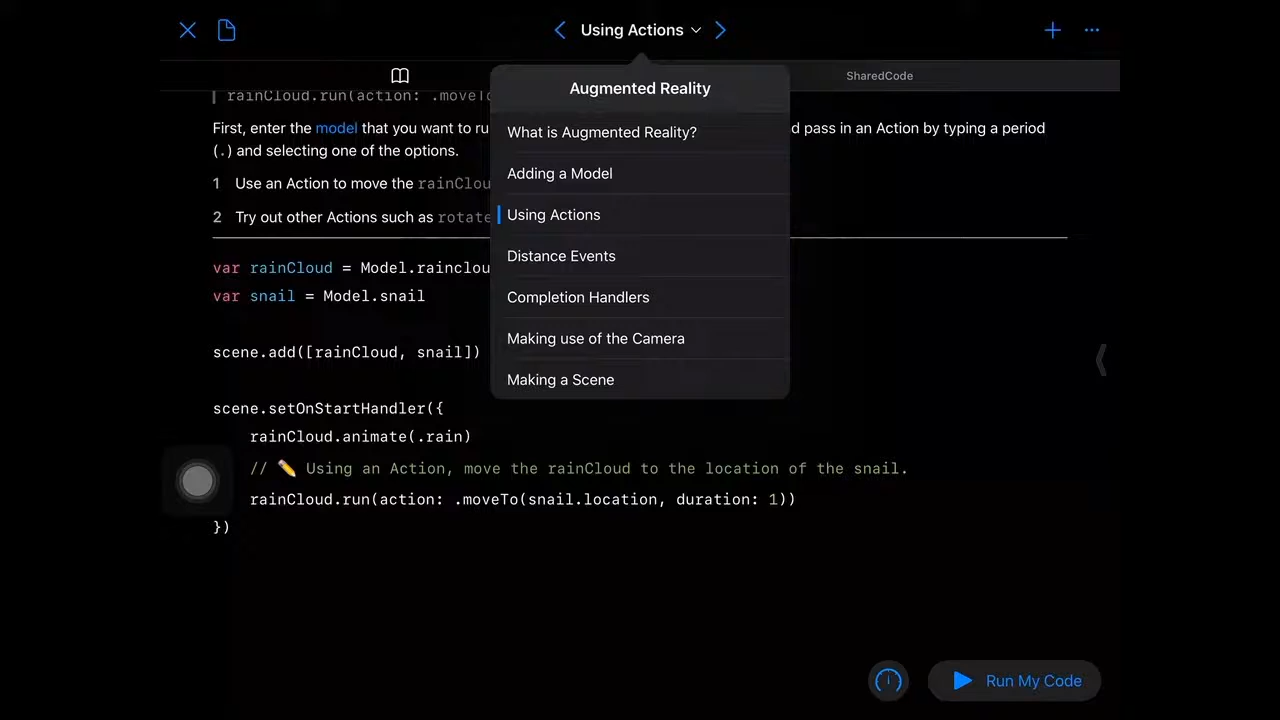 Using Actions
SharedCode
Augmented Reality
What is Augmented Reality?
Adding a Model
Using Actions
Distance Events
Completion Handlers
Making use of the Camera
Making a Scene
rainCloud.run(action: .moveTo
First, enter the model that you want to ru d pass in an Action by typing a period
(.) and selecting one of the options.
1 Use an Action to move the rainClou
2 Try out other Actions such as rotate
var rainCloud = Model.rainclou
var snail = Model.snail
scene.add([rainCloud, snail])
scene.setOnStartHandler({
rainCloud.animate(.rain)
// ✏️ Using an Action, move the rainCloud to the location of the snail.
rainCloud.run(action: .moveTo(snail.location, duration: 1))
})
Run My Code